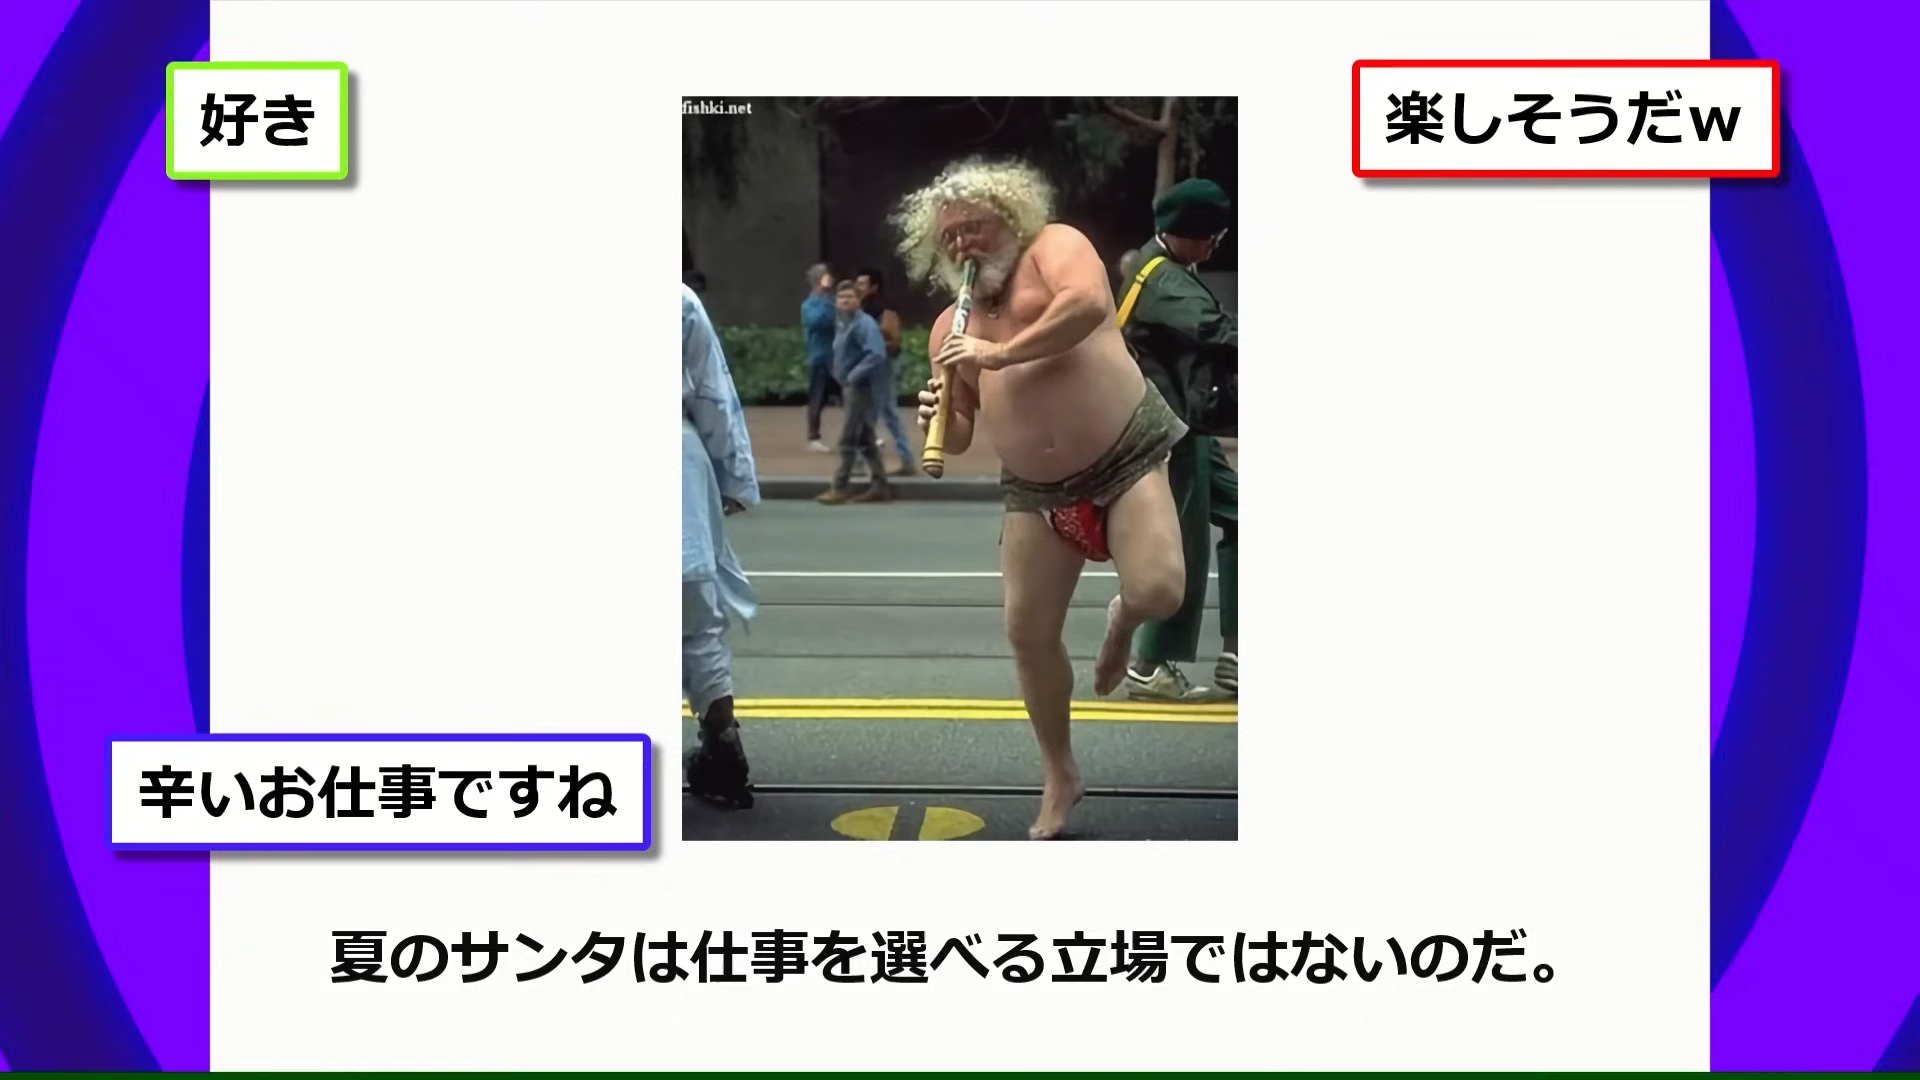 好き
楽しそうだw
fishki.net
辛いお仕事ですね
夏のサンタは仕事を選べる立場ではないのだ。